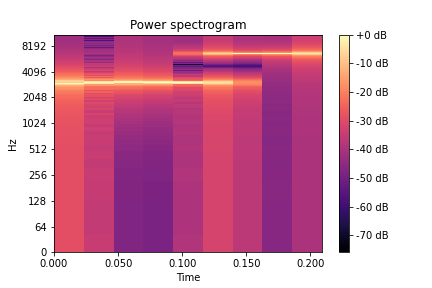 Power spectrogram
8192
4096
2048
1024
512
256
128
64
0
Hz
0.000 0.050 0.100 0.150 0.200
Time
+0 dB
-10 dB
-20 dB
-30 dB
-40 dB
-50 dB
-60 dB
-70 dB